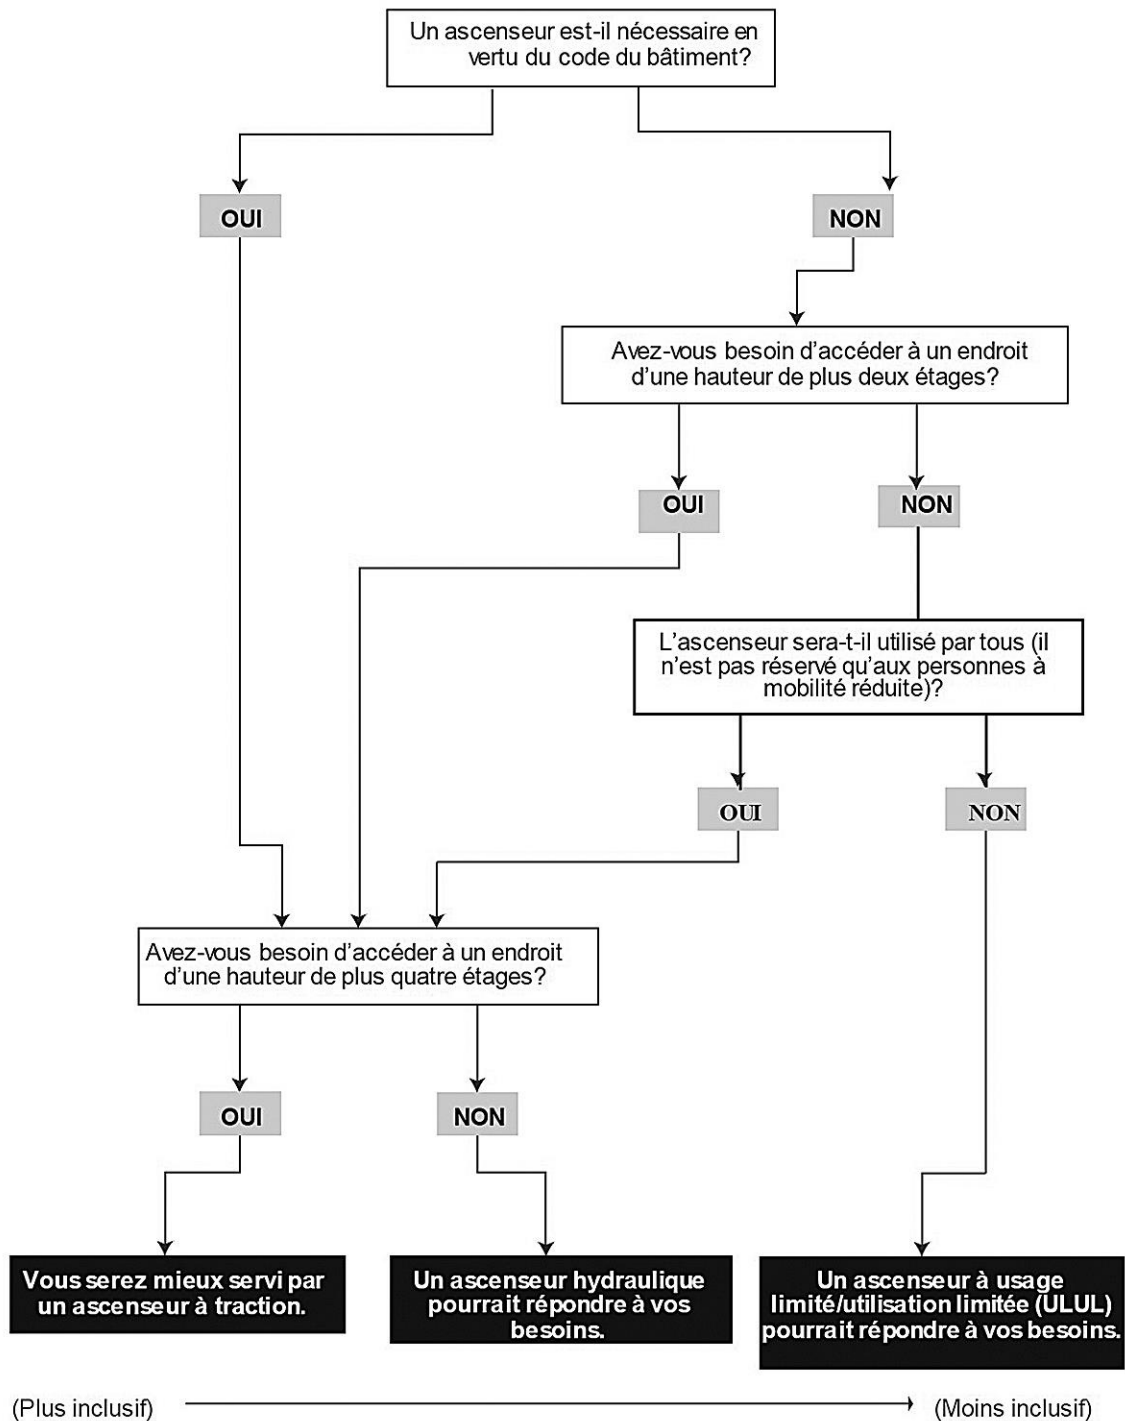 Un ascenseur est-il nécessaire en
vertu du code du bâtiment?
OUI
NON
Avez-vous besoin d’accéder à un endroit
d’une hauteur de plus deux étages?
OUI
NON
L’ascenseur sera-t-il utilisé par tous (il
n’est pas réservé qu’aux personnes à
mobilité réduite)?
OUI
NON
Avez-vous besoin d’accéder à un endroit
d’une hauteur de plus quatre étages?
OUI
NON
Vous serez mieux servi par
un ascenseur à traction.
Un ascenseur hydraulique
pourrait répondre à vos
besoins.
Un ascenseur à usage
limité/utilisation limitée (ULUL)
pourrait répondre à vos besoins.
(Plus inclusif)
(Moins inclusif)